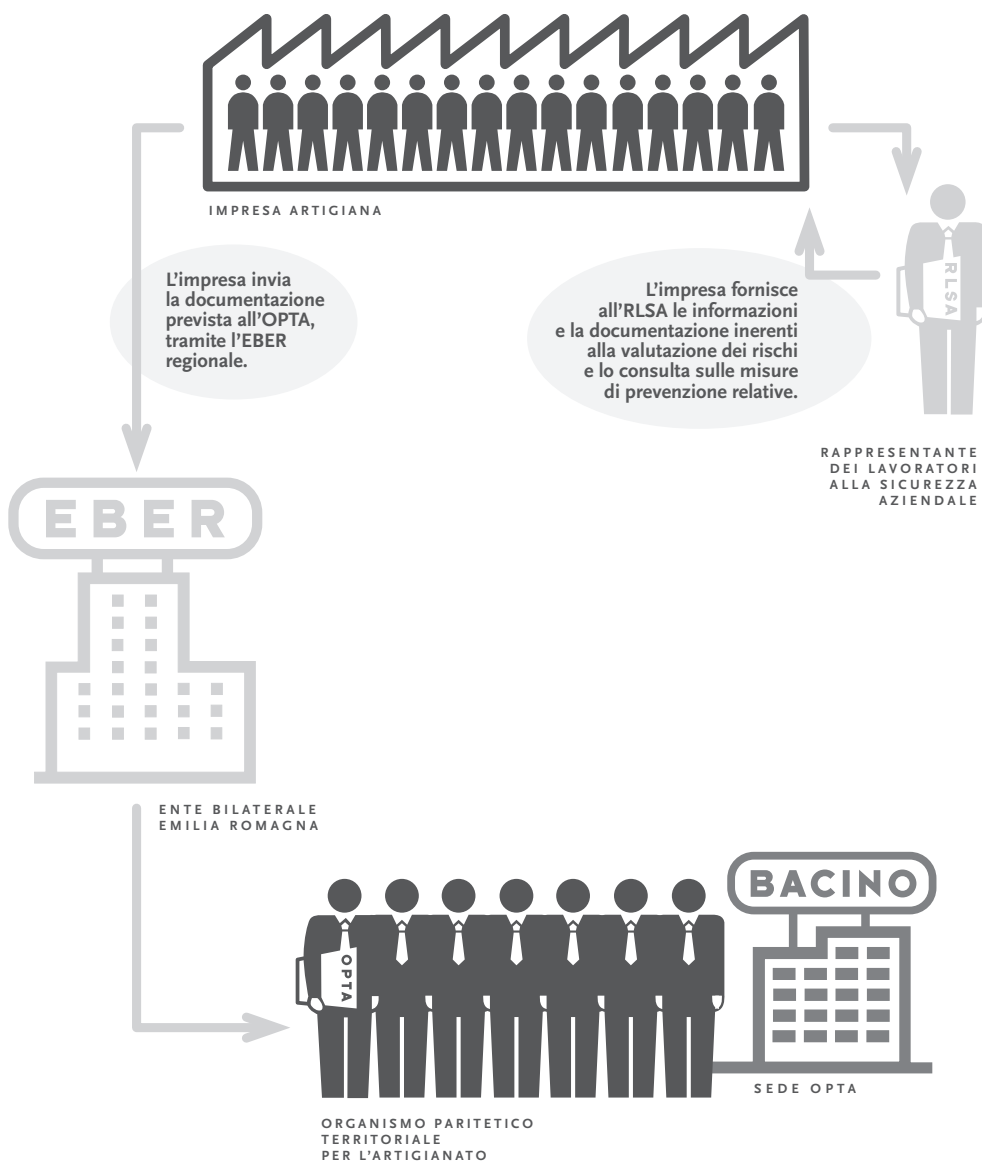 IMPRESA ARTIGIANA
L'impresa invia
la documentazione
prevista all'OPTA,
tramite l'EBER
regionale.
L'impresa fornisce
all'RLSA le informazioni
e la documentazione inerenti
alla valutazione dei rischi
e lo consulta sulle misure
di prevenzione relative.
RLSA
RAPPRESENTANTE
DEI LAVORATORI
ALLA SICUREZZA
AZIENDALE
EBER
ENTE BILATERALE
EMILIA ROMAGNA
OPTA
BACINO
SEDE OPTA
ORGANISMO PARITETICO
TERRITORIALE
PER L'ARTIGIANATO